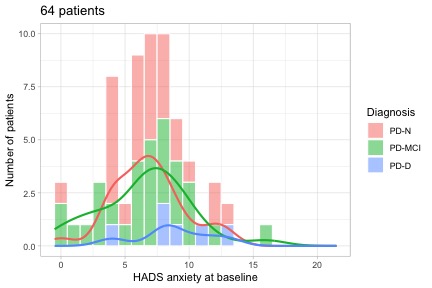 64 patients
10.0
7.5
5.0
2.5
0.0
Number of patients
0 5 10 15 20
HADS anxiety at baseline
Diagnosis
PD-N
PD-MCI
PD-D